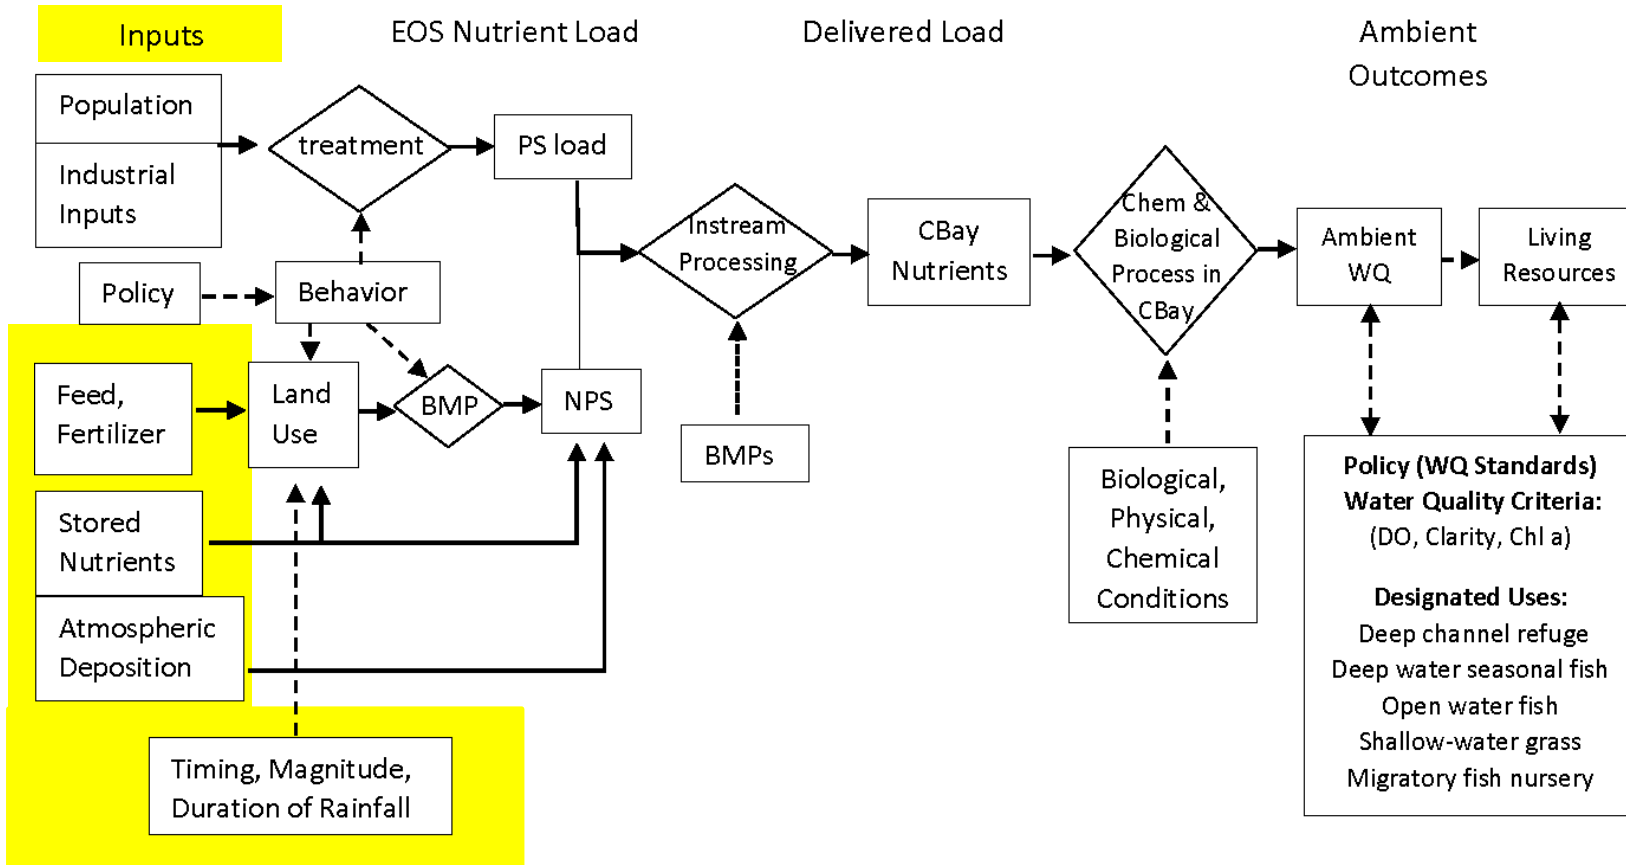 Inputs
EOS Nutrient Load
Delivered Load
Ambient
Outcomes
Population
Industrial
Inputs
treatment
PS load
Policy
Behavior
Instream
Processing
CBay
Nutrients
Chem &
Biological
Process in
CBay
Ambient
WQ
Living
Resources
Feed,
Fertilizer
Land
Use
BMP
NPS
BMPs
Stored
Nutrients
Atmospheric
Deposition
Timing, Magnitude,
Duration of Rainfall
Biological,
Physical,
Chemical
Conditions
Policy (WQ Standards)
Water Quality Criteria:
(DO, Clarity, Chl a)
Designated Uses:
Deep channel refuge
Deep water seasonal fish
Open water fish
Shallow-water grass
Migratory fish nursery